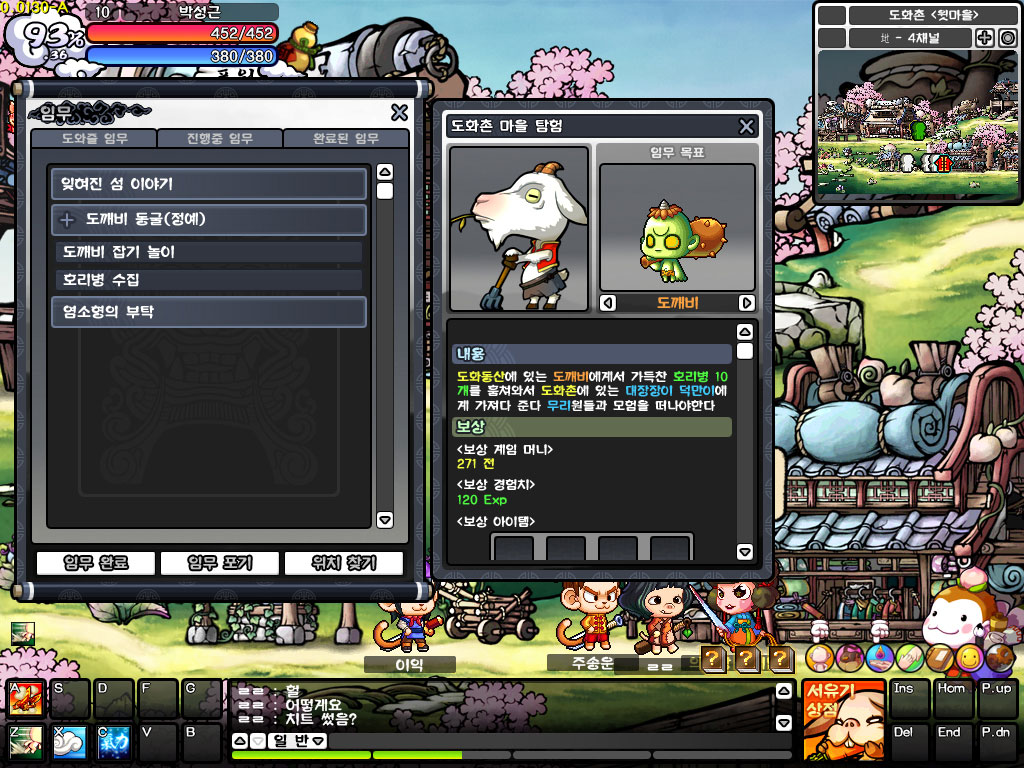 0_0130-A
10 박성근
93%
.36
452/452
380/380
도화촌 <윗마을>
地 - 4채널
임무
도와줄 임무 진행중 임무 완료된 임무
잊혀진 섬 이야기
도깨비 동굴(정예)
도깨비 잡기 놀이
호리병 수집
염소형의 부탁
임무 완료 임무 포기 위치 찾기
도화촌 마을 탐험
임무 목표
도깨비
내용
도화동산에 있는 도깨비에게서 가득찬 호리병 10
개를 훔쳐와서 도화촌에 있는 대장장이 덕만이에
게 가져다 준다 무리원들과 모험을 떠나야한다
보상
<보상 게임 머니>
271 전
<보상 경험치>
120 Exp
<보상 아이템>
이익
주송운
ㄹㄹ
? ? ?
A S D F G
Z X C V B
氣力
ㄹㄹ : 헐
ㄹㄹ : 어떻게요
ㄹㄹ : 치트 썼음?
일 반
서유기
상점
Ins Hom P.up
Del End P.dn